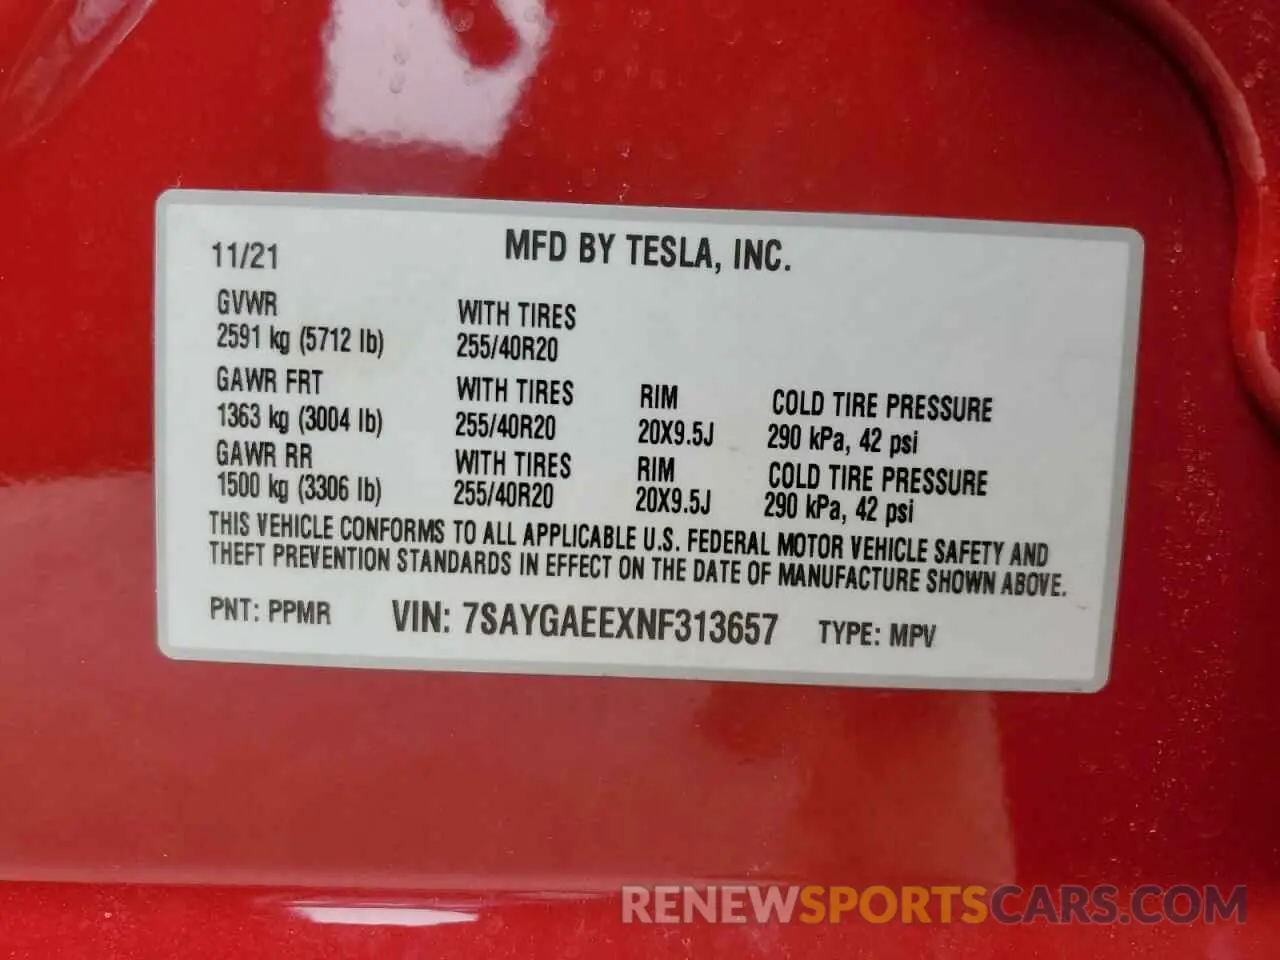 11/21 MFD BY TESLA, INC.
GVWR WITH TIRES
2591 kg (5712 lb) 255/40R20
GAWR FRT WITH TIRES RIM COLD TIRE PRESSURE
1363 kg (3004 lb) 255/40R20 20X9.5J 290 kPa, 42 psi
GAWR RR WITH TIRES RIM COLD TIRE PRESSURE
1500 kg (3306 lb) 255/40R20 20X9.5J 290 kPa, 42 psi
THIS VEHICLE CONFORMS TO ALL APPLICABLE U.S. FEDERAL MOTOR VEHICLE SAFETY AND
THEFT PREVENTION STANDARDS IN EFFECT ON THE DATE OF MANUFACTURE SHOWN ABOVE.
PNT: PPMR VIN: 7SAYGAEEXNF313657 TYPE: MPV
RENEWSPORTSCARS.COM